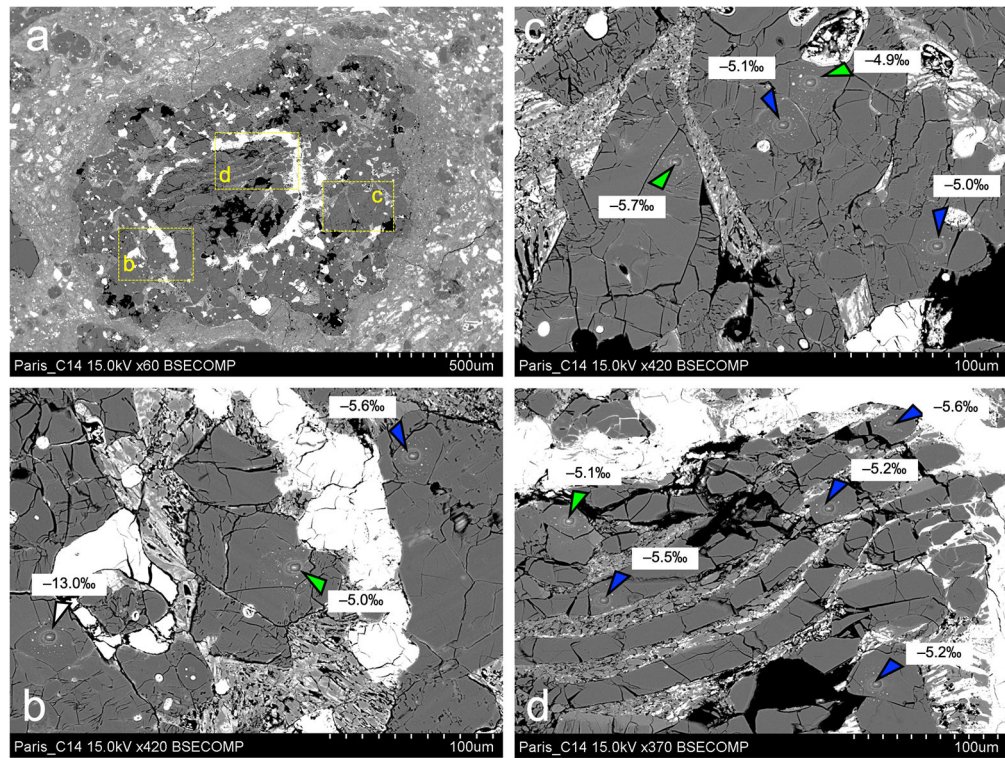 a
d
c
b
Paris_C14 15.0kV x60 BSECOMP
500um
c
–5.1‰
–4.9‰
–5.7‰
–5.0‰
Paris_C14 15.0kV x420 BSECOMP
100um
–5.6‰
–13.0‰
–5.0‰
b
Paris_C14 15.0kV x420 BSECOMP
100um
–5.6‰
–5.1‰
–5.2‰
–5.5‰
–5.2‰
d
Paris_C14 15.0kV x370 BSECOMP
100um